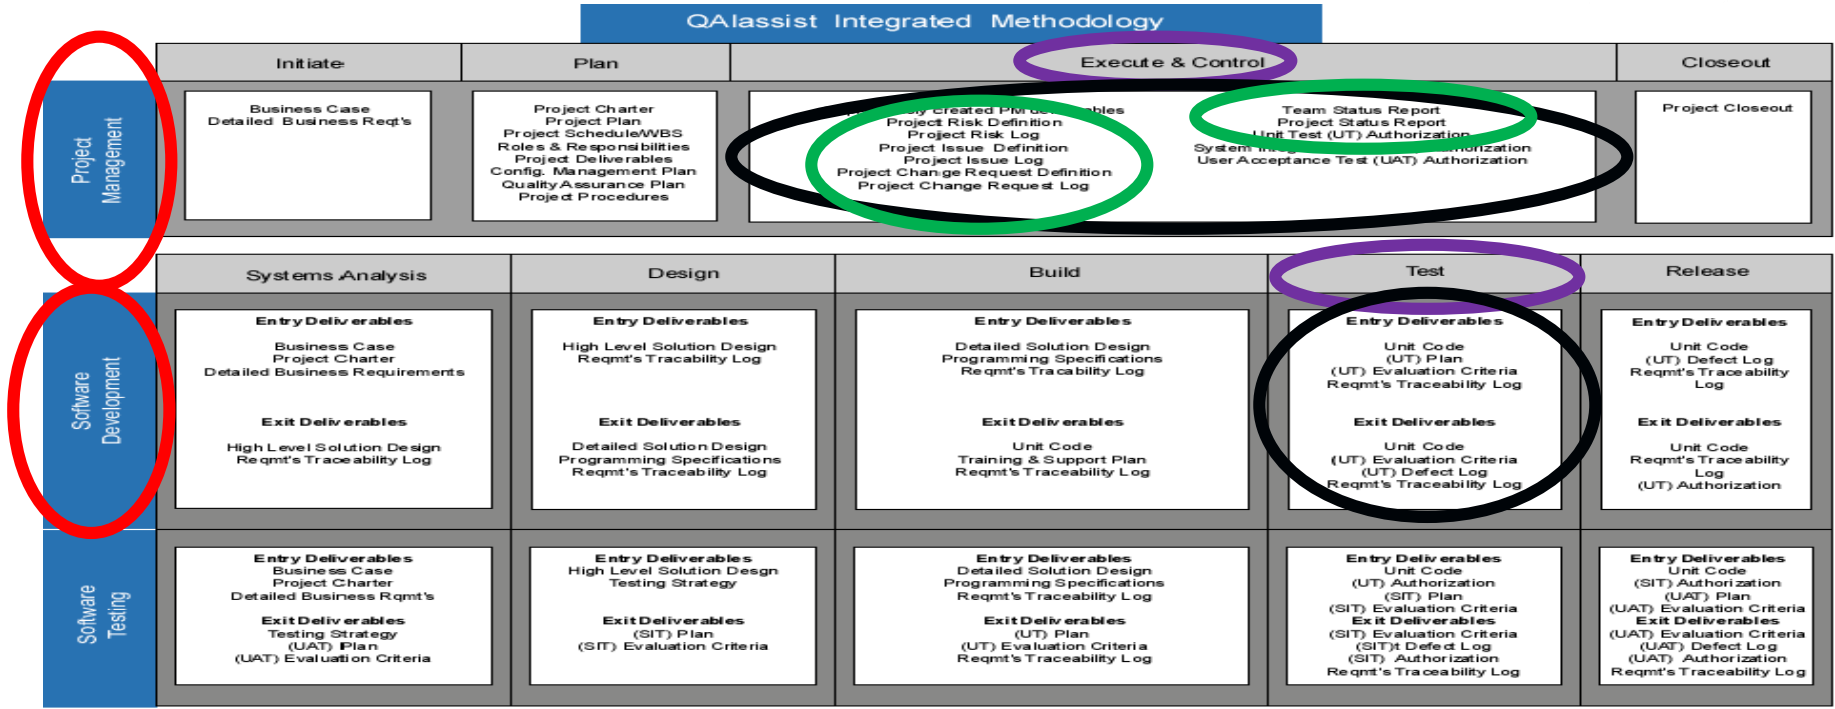 QAIassist Integrated Methodology
Initiate
Plan
Execute & Control
Closeout
Project
Management
Business Case
Detailed Business Reqt's
Project Charter
Project Plan
Project Schedule/WBS
Roles & Responsibilities
Project Deliverables
Config. Management Plan
Quality Assurance Plan
Project Procedures
Created PM
Project Risk Definition
Project Risk Log
Project Issue Definition
Project Issue Log
Project Change Request Definition
Project Change Request Log
Team Status Report
Project Status Report
Unit Test (UT) Authorization
System
User Acceptance Test (UAT) Authorization
Project Closeout
Systems Analysis
Design
Build
Test
Release
Software
Development
Entry Deliverables
Business Case
Project Charter
Detailed Business Requirements
Exit Deliverables
High Level Solution Design
Reqmt's Traceability Log
Entry Deliverables
High Level Solution Design
Reqmt's Tracability Log
Exit Deliverables
Detailed Solution Design
Programming Specifications
Reqmt's Traceability Log
Entry Deliverables
Detailed Solution Design
Programming Specifications
Reqmt's Tracability Log
Exit Deliverables
Unit Code
Training & Support Plan
Reqmt's Traceability Log
Entry Deliverables
Unit Code
(UT) Plan
(UT) Evaluation Criteria
Reqmt's Traceability Log
Exit Deliverables
Unit Code
(UT) Evaluation Criteria
(UT) Defect Log
Reqmt's Traceability Log
Entry Deliverables
Unit Code
(UT) Defect Log
Reqmt's Traceability
Log
Exit Deliverables
Unit Code
Reqmt's Traceability
Log
(UT) Authorization
Software
Testing
Entry Deliverables
Business Case
Project Charter
Detailed Business Rqmt's
Exit Deliverables
Testing Strategy
(UAT) Plan
(UAT) Evaluation Criteria
Entry Deliverables
High Level Solution Desgn
Testing Strategy
Exit Deliverables
(SIT) Plan
(SIT) Evaluation Criteria
Entry Deliverables
Detailed Solution Design
Programming Specifications
Reqmt's Traceability Log
Exit Deliverables
(UT) Plan
(UT) Evaluation Criteria
Reqmt's Traceability Log
Entry Deliverables
Unit Code
(UT) Authorization
(SIT) Plan
(SIT) Evaluation Criteria
Exit Deliverables
(SIT) Evaluation Criteria
(SIT)t Defect Log
(SIT) Authorization
Reqmt's Traceability Log
Entry Deliverables
Unit Code
(SIT) Authorization
(UAT) Plan
(UAT) Evaluation Criteria
Exit Deliverables
(UAT) Evaluation Criteria
(UAT) Defect Log
(UAT) Authorization
Reqmt's Traceability Log